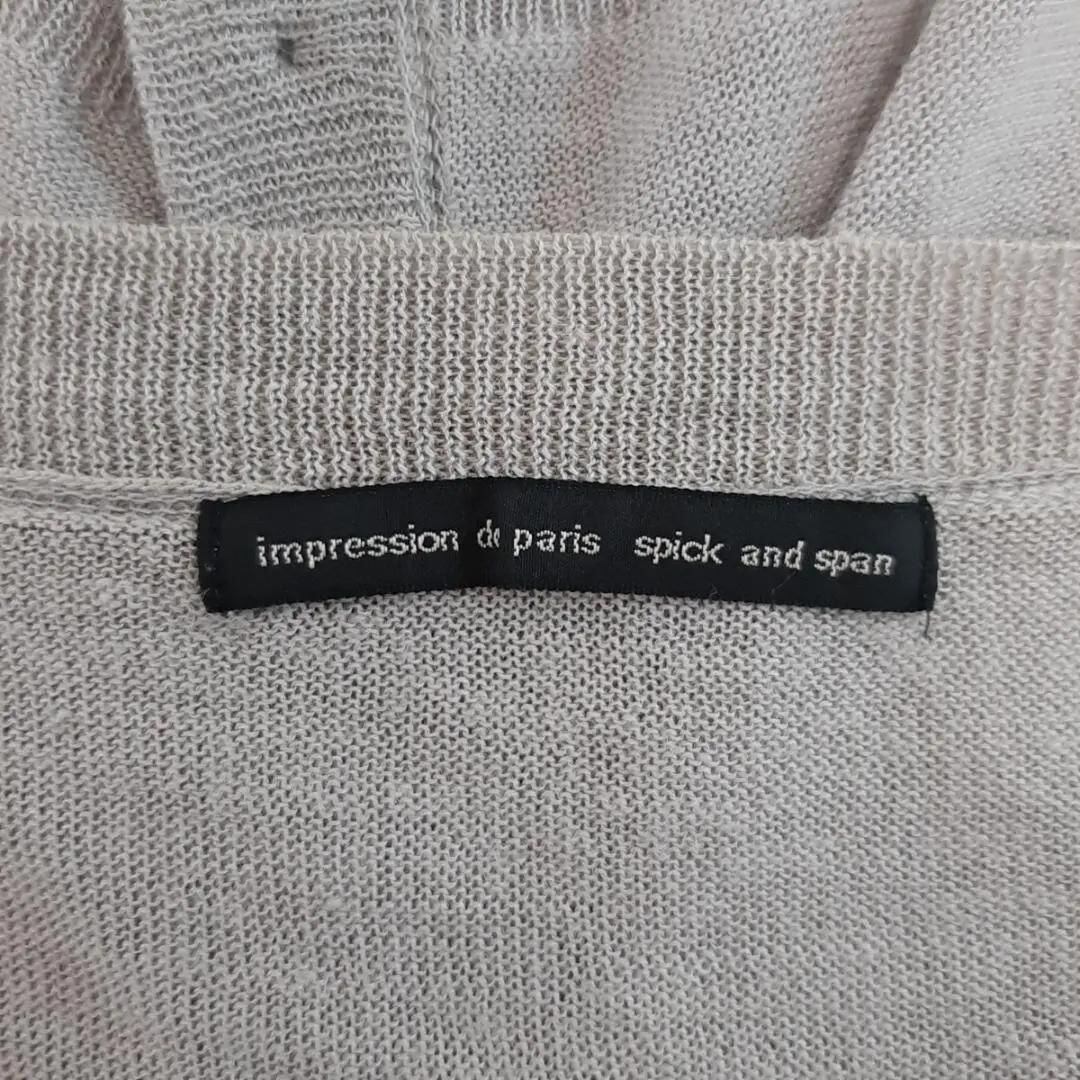 impression de paris spick and span